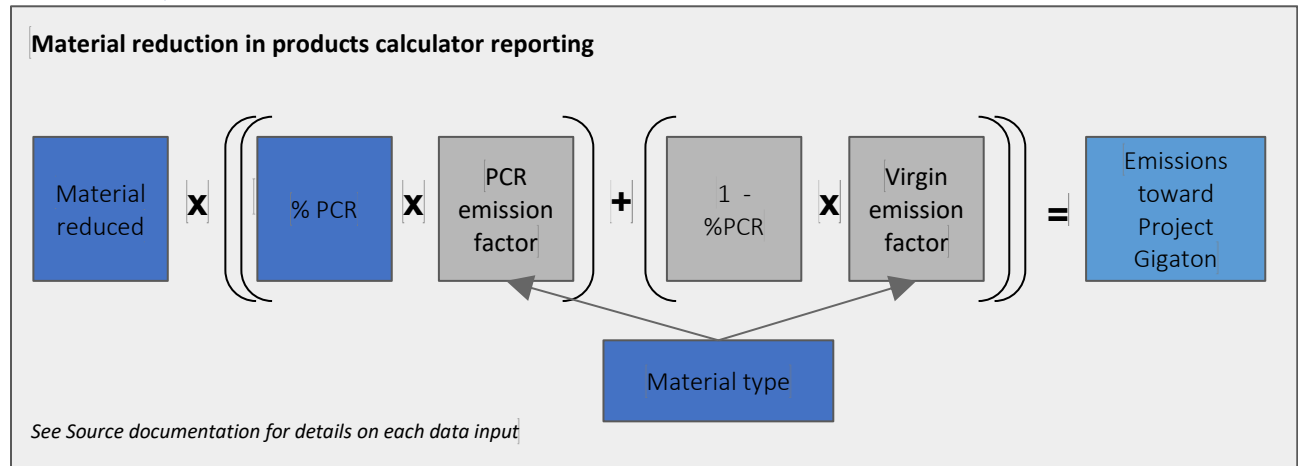 Material reduction in products calculator reporting
Material
reduced
x
% PCR
x
PCR
emission
factor
+
1 -
%PCR
x
Virgin
emission
factor
=
Emissions
toward
Project
Gigaton
Material type
See Source documentation for details on each data input